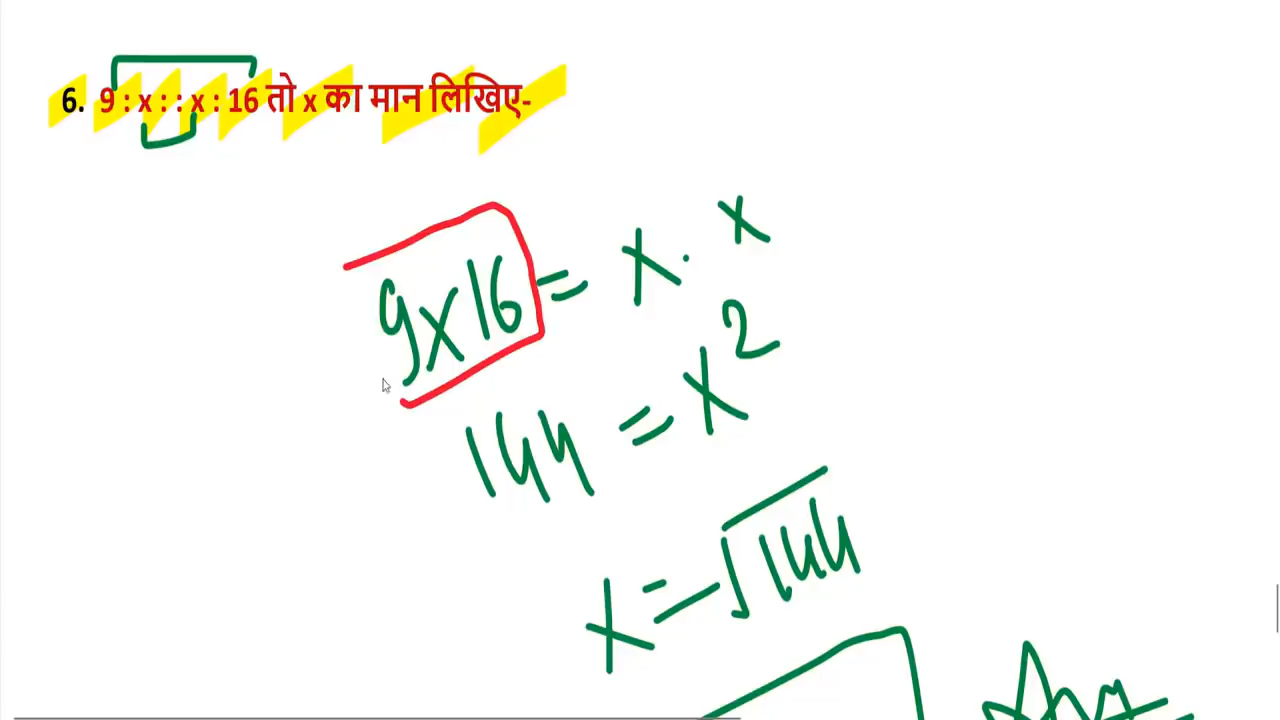 6. 9 : x : : x : 16 तो x का मान लिखिए-
9x16 = x . x
144 = x²
x = √144